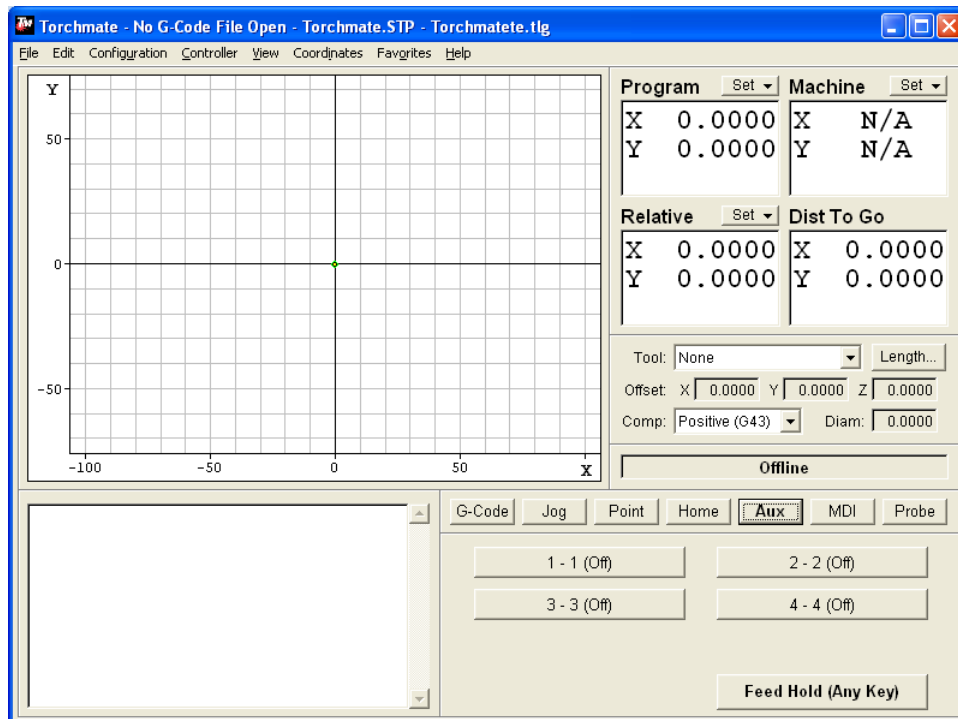 Torchmate - No G-Code File Open - Torchmate.STP - Torchmatete.tlg
File Edit Configuration Controller View Coordinates Favorites Help
Y
50
0
-50
-100 -50 0 50 X
Program Set
X 0.0000
Y 0.0000
Machine Set
X N/A
Y N/A
Relative Set
X 0.0000
Y 0.0000
Dist To Go
X 0.0000
Y 0.0000
Tool: None Length...
Offset: X 0.0000 Y 0.0000 Z 0.0000
Comp: Positive (G43) Diam: 0.0000
Offline
G-Code Jog Point Home Aux MDI Probe
1 - 1 (Off) 2 - 2 (Off)
3 - 3 (Off) 4 - 4 (Off)
Feed Hold (Any Key)